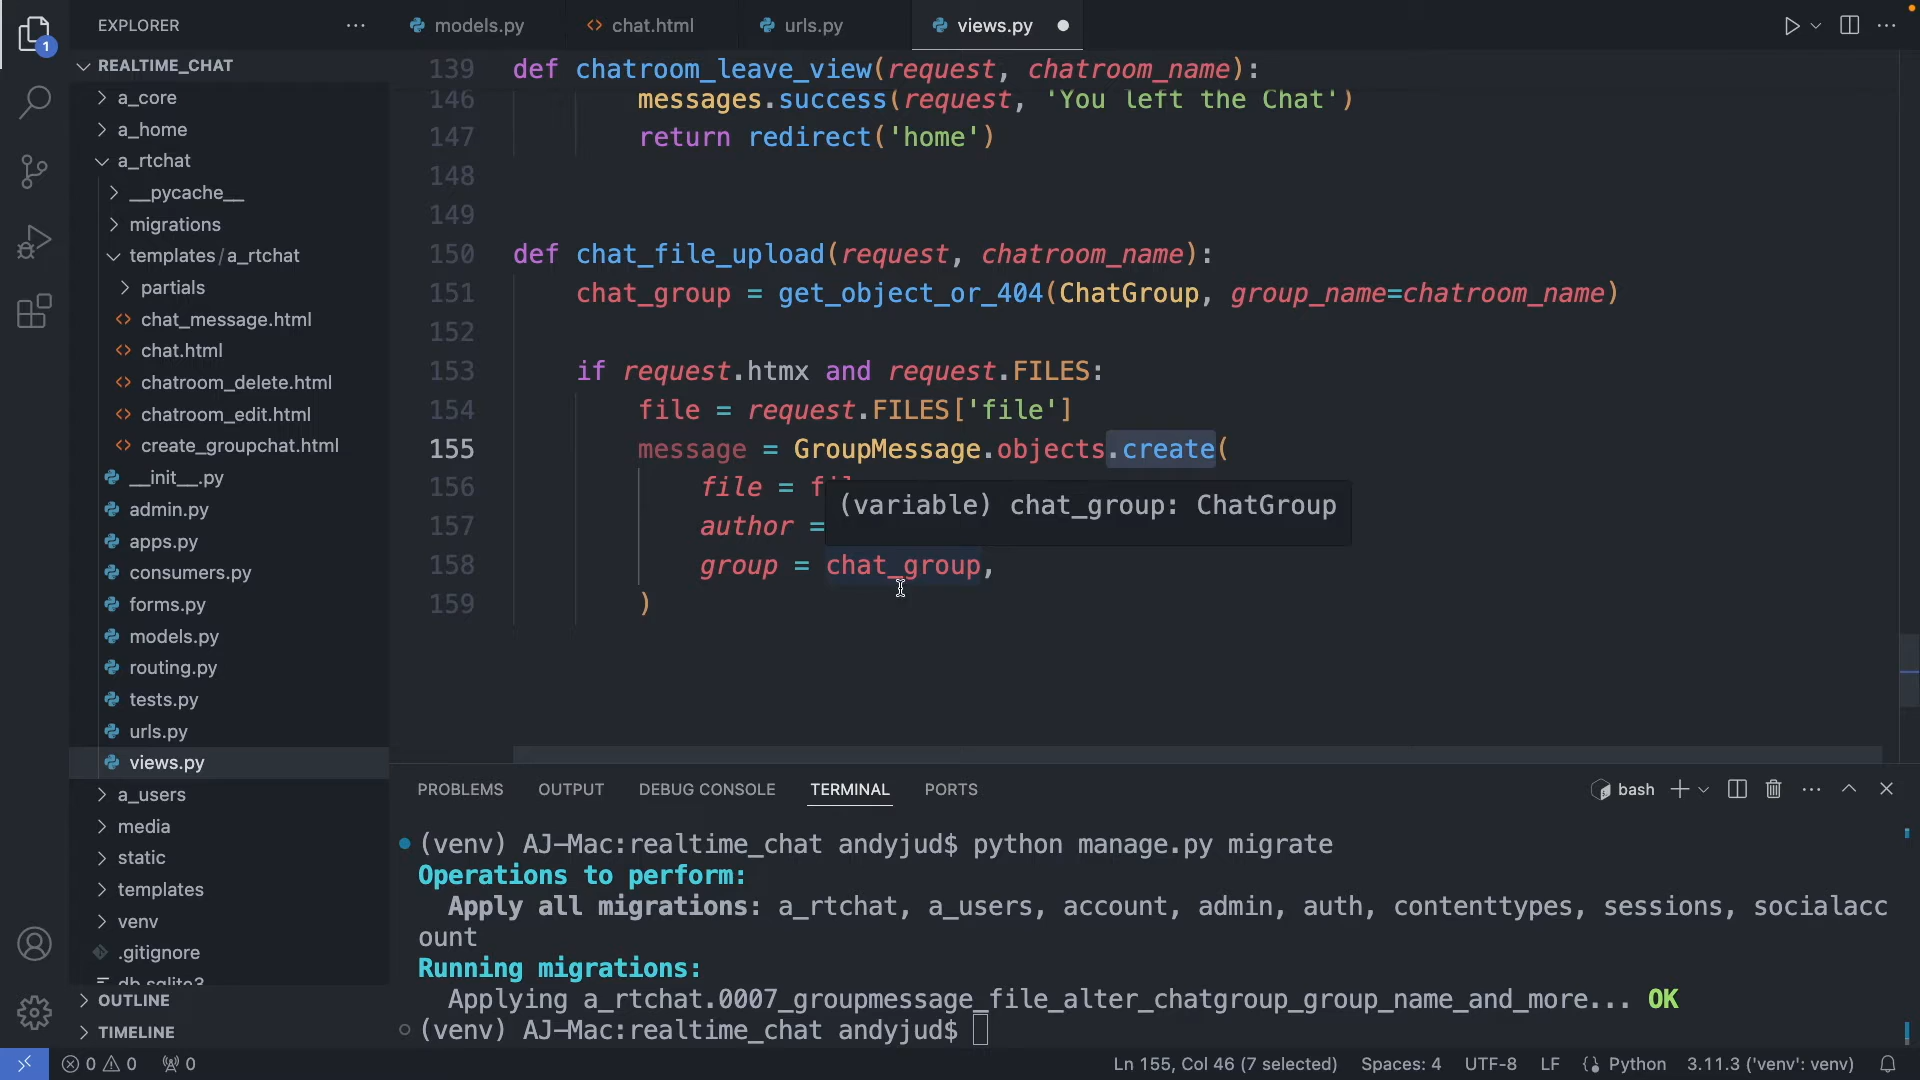 EXPLORER
models.py
chat.html
urls.py
views.py
1
REALTIME_CHAT
a_core
a_home
a_rtchat
__pycache__
migrations
templates/a_rtchat
partials
chat_message.html
chat.html
chatroom_delete.html
chatroom_edit.html
create_groupchat.html
__init__.py
admin.py
apps.py
consumers.py
forms.py
models.py
routing.py
tests.py
urls.py
views.py
a_users
media
static
templates
venv
.gitignore
db.sqlite3
OUTLINE
TIMELINE
139 def chatroom_leave_view(request, chatroom_name):
146 messages.success(request, 'You left the Chat')
147 return redirect('home')
148
149
150 def chat_file_upload(request, chatroom_name):
151 chat_group = get_object_or_404(ChatGroup, group_name=chatroom_name)
152
153 if request.htmx and request.FILES:
154 file = request.FILES['file']
155 message = GroupMessage.objects.create(
156 file =
(variable) chat_group: ChatGroup
157 author =
158 group = chat_group,
159 )
PROBLEMS OUTPUT DEBUG CONSOLE TERMINAL PORTS
bash
(venv) AJ-Mac:realtime_chat andyjud$ python manage.py migrate
Operations to perform:
Apply all migrations: a_rtchat, a_users, account, admin, auth, contenttypes, sessions, socialacc
ount
Running migrations:
Applying a_rtchat.0007_groupmessage_file_alter_chatgroup_group_name_and_more... OK
(venv) AJ-Mac:realtime_chat andyjud$
0 0 0
Ln 155, Col 46 (7 selected) Spaces: 4 UTF-8 LF Python 3.11.3 ('venv': venv)